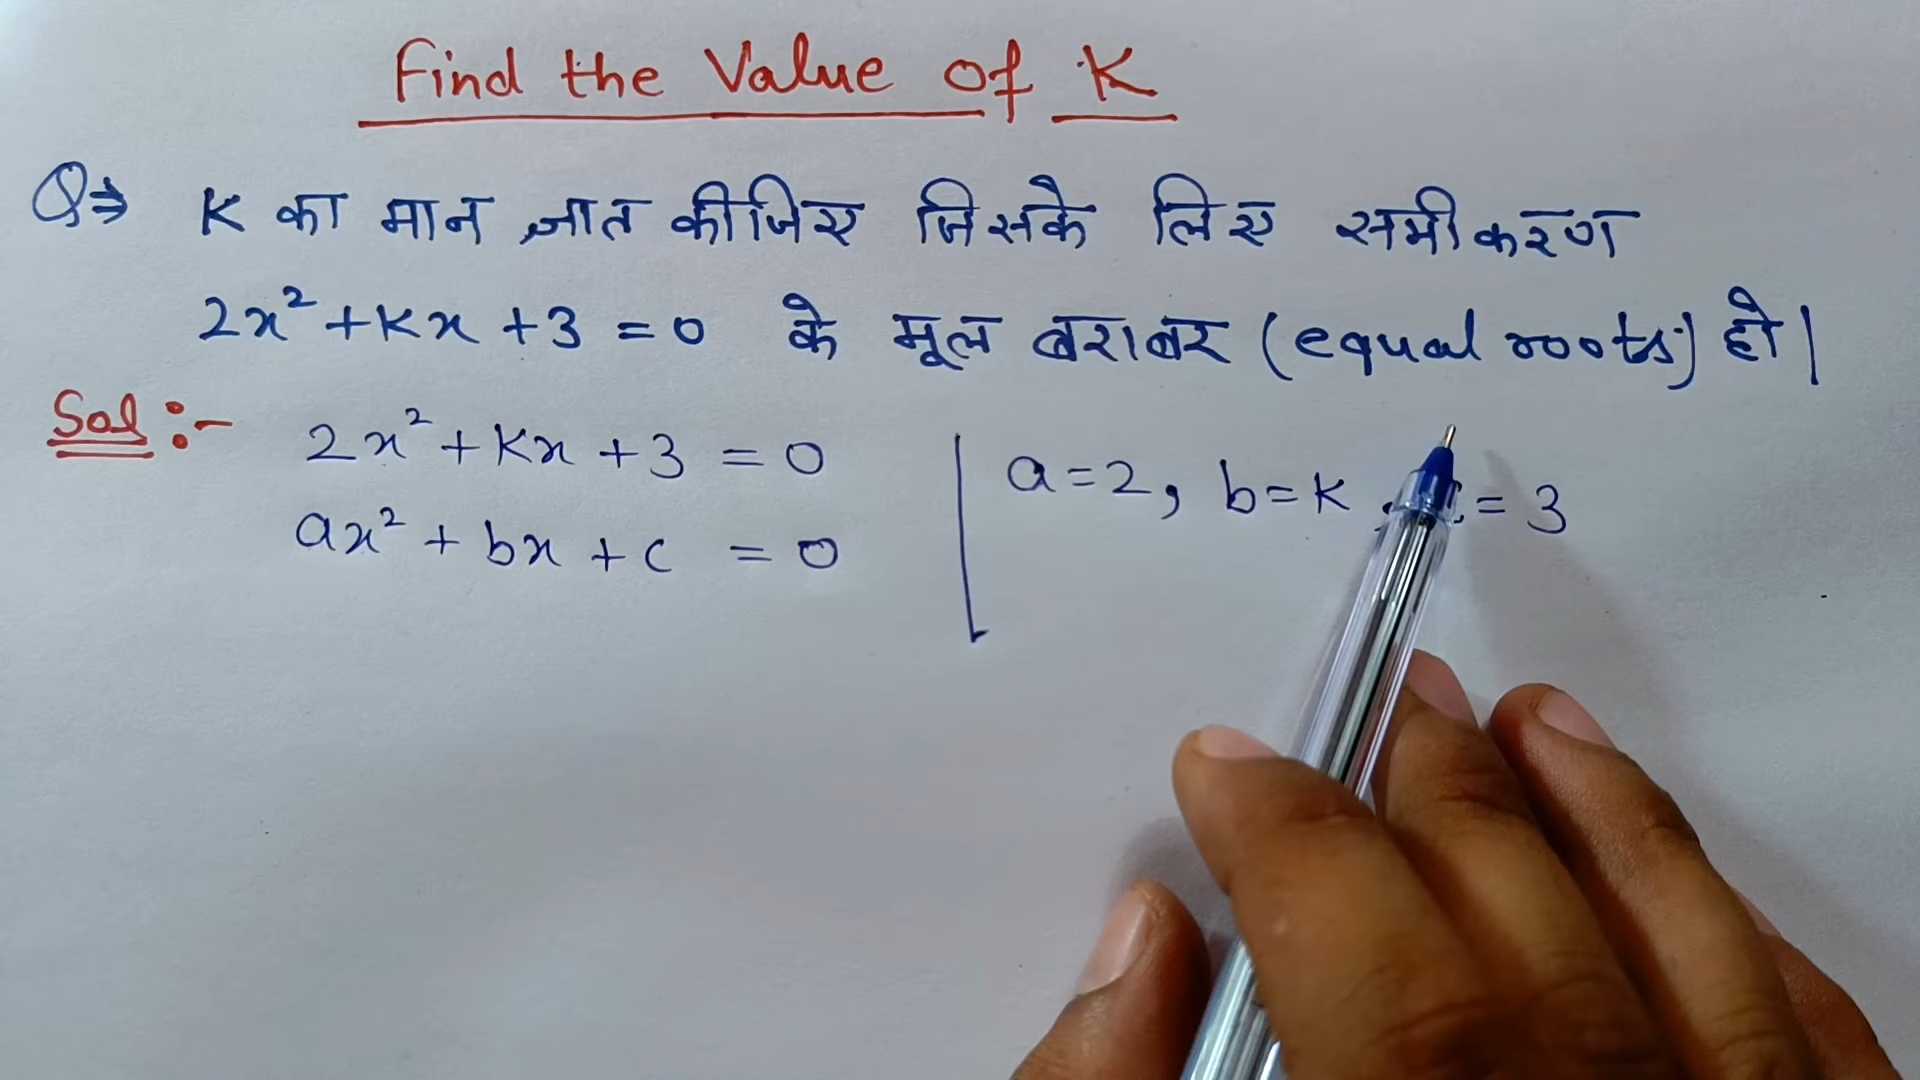 Find the Value of K
Q⇒ K का मान ज्ञात कीजिए जिसके लिए समीकरण
2x² + Kx + 3 = 0 के मूल बराबर (equal roots) हो।
Sol :- 2x² + Kx + 3 = 0
a = 2, b = K, = 3
ax² + bx + c = 0